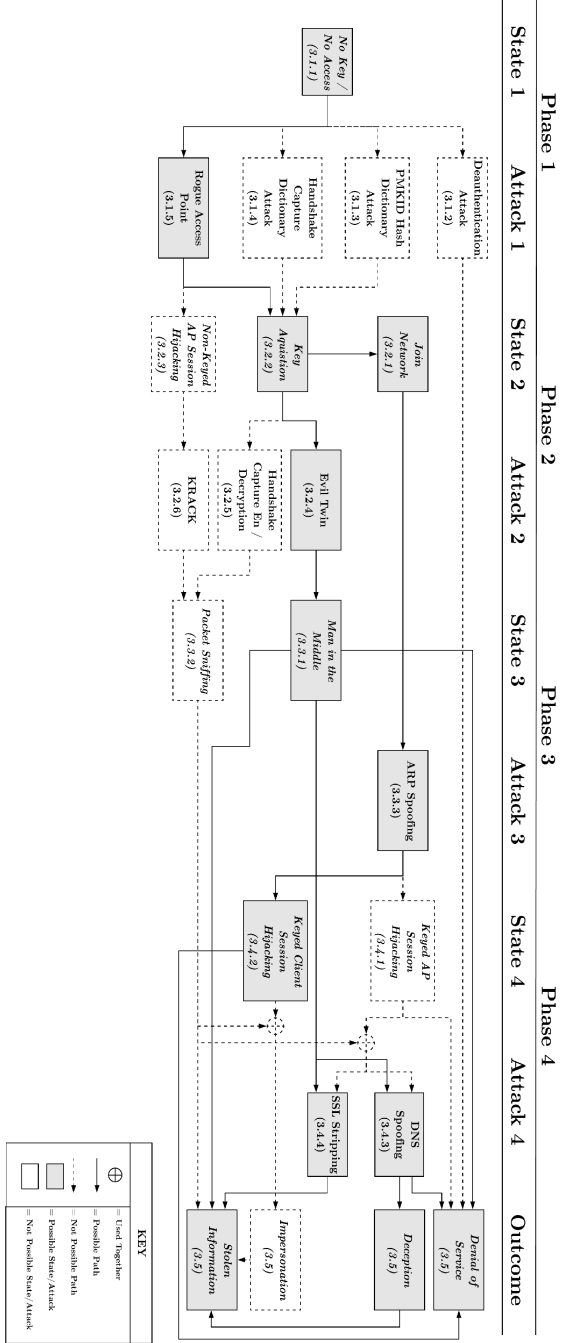 Phase 1
Phase 2
Phase 3
Phase 4
State 1
Attack 1
State 2
Attack 2
State 3
Attack 3
State 4
Attack 4
Outcome
No Key /
No Access
(3.1.1)
Deauthentication
Attack
(3.1.2)
PMKID Hash
Dictionary
Attack
(3.1.3)
Handshake
Capture
Dictionary
Attack
(3.1.4)
Rogue Access
Point
(3.1.5)
Join
Network
(3.2.1)
Key
Aquistion
(3.2.2)
Non-Keyed
AP Session
Hijacking
(3.2.3)
Evil Twin
(3.2.4)
Handshake
Capture En /
Decryption
(3.2.5)
KRACK
(3.2.6)
Man in the
Middle
(3.3.1)
Packet Sniffing
(3.3.2)
ARP Spoofing
(3.3.3)
Keyed AP
Session
Hijacking
(3.4.1)
Keyed Client
Session
Hijacking
(3.4.2)
DNS
Spoofing
(3.4.3)
SSL Stripping
(3.4.4)
Denial of
Service
(3.5)
Deception
(3.5)
Impersonation
(3.5)
Stolen
Information
(3.5)
KEY
= Used Together
= Possible Path
= Not Possible Path
= Possible State/Attack
= Not Possible State/Attack